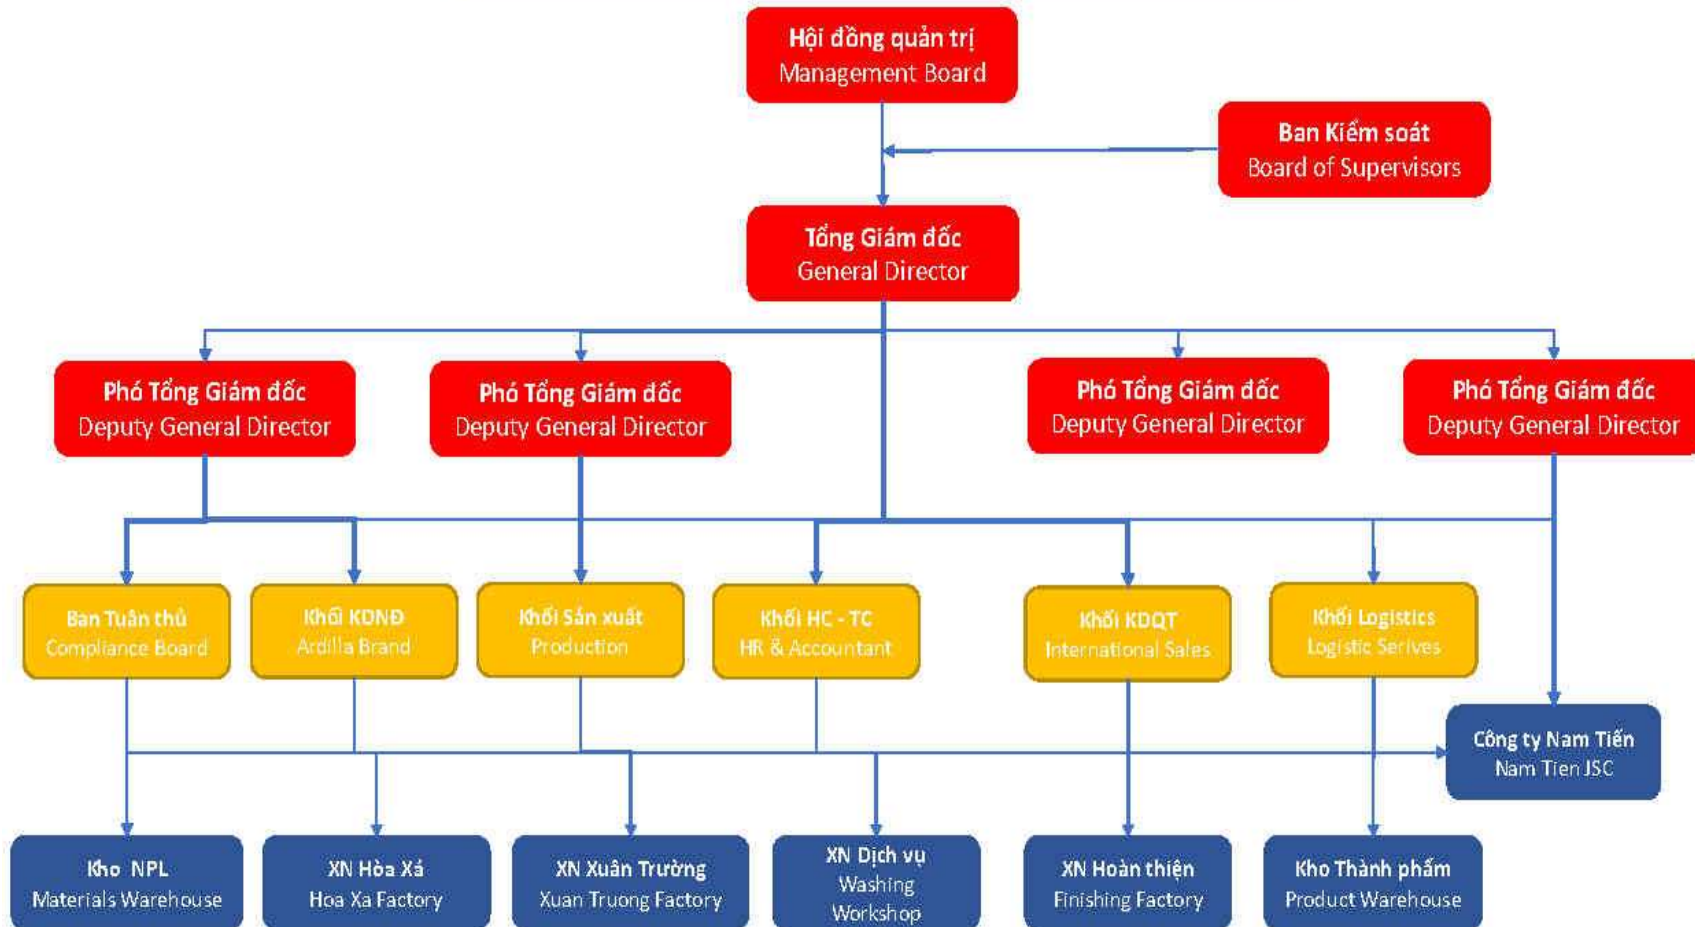 Hội đồng quản trị
Management Board
Ban Kiểm soát
Board of Supervisors
Tổng Giám đốc
General Director
Phó Tổng Giám đốc
Deputy General Director
Phó Tổng Giám đốc
Deputy General Director
Phó Tổng Giám đốc
Deputy General Director
Phó Tổng Giám đốc
Deputy General Director
Ban Tuân thủ
Compliance Board
Khối KDNĐ
Ardilla Brand
Khối Sản xuất
Production
Khối HC - TC
HR & Accountant
Khối KDQT
International Sales
Khối Logistics
Logistic Serives
Công ty Nam Tiến
Nam Tien JSC
Kho NPL
Materials Warehouse
XN Hòa Xá
Hoa Xa Factory
XN Xuân Trường
Xuan Truong Factory
XN Dịch vụ
Washing
Workshop
XN Hoàn thiện
Finishing Factory
Kho Thành phẩm
Product Warehouse